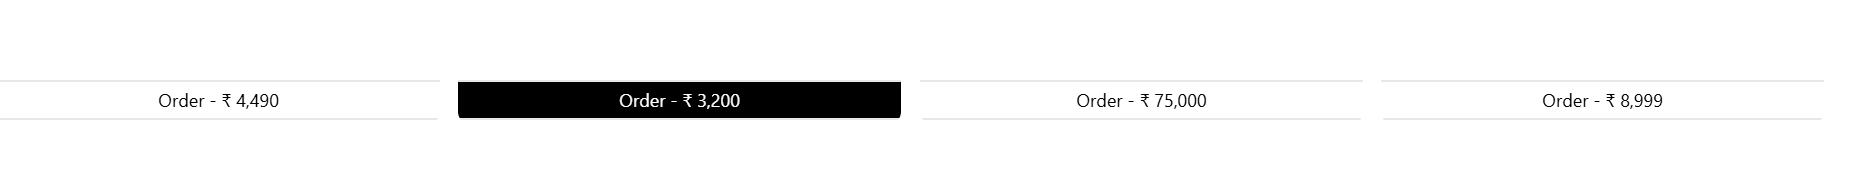 Order - ₹ 4,490
Order - ₹ 3,200
Order - ₹ 75,000
Order - ₹ 8,999